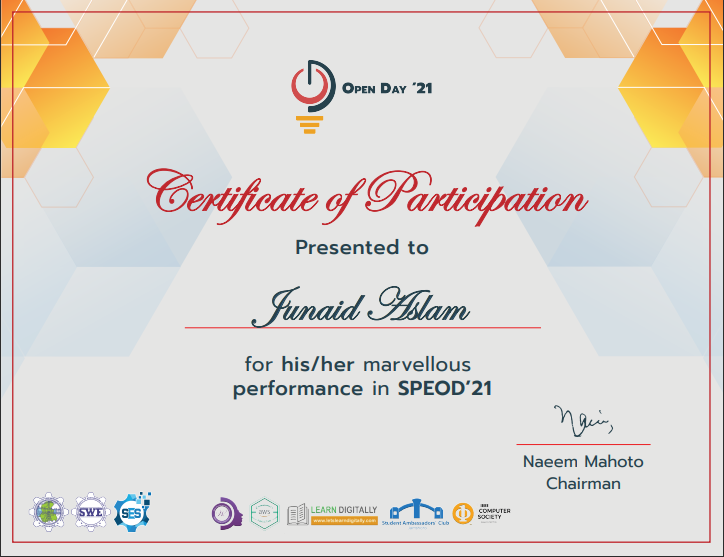 Open Day '21
Certificate of Participation
Presented to
Junaid Aslam
for his/her marvellous
performance in SPEOD'21
Naeem Mahoto
Chairman
SWE
SES
LEARN DIGITALLY
Student Ambassadors' Club
IEEE
COMPUTER
SOCIETY